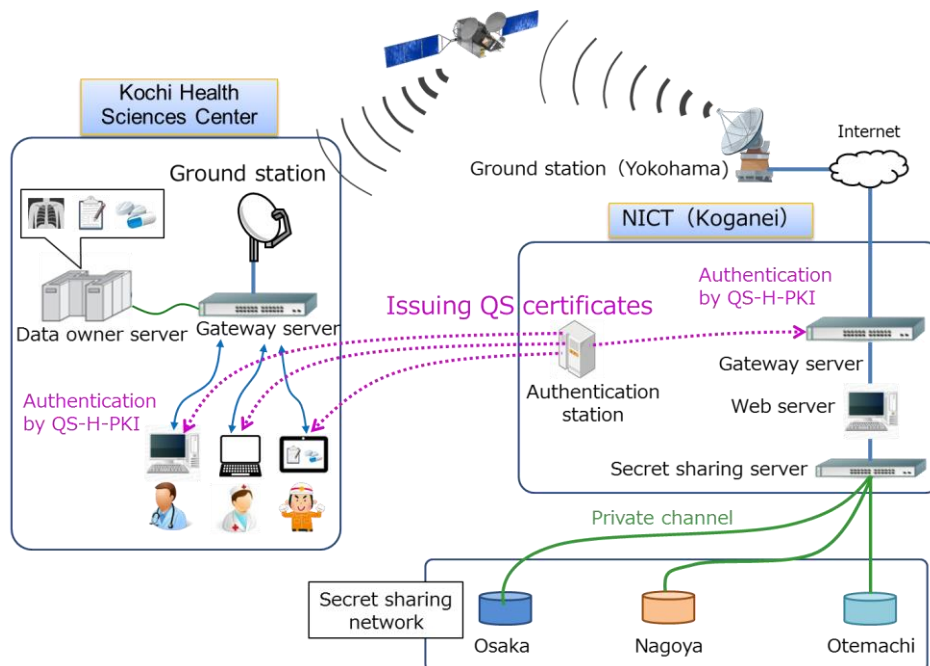 Kochi Health
Sciences Center
Ground station
Data owner server
Gateway server
Authentication
by QS-H-PKI
Issuing QS certificates
Ground station（Yokohama）
Internet
NICT（Koganei）
Authentication
by QS-H-PKI
Gateway server
Authentication
station
Web server
Secret sharing server
Private channel
Secret sharing
network
Osaka
Nagoya
Otemachi